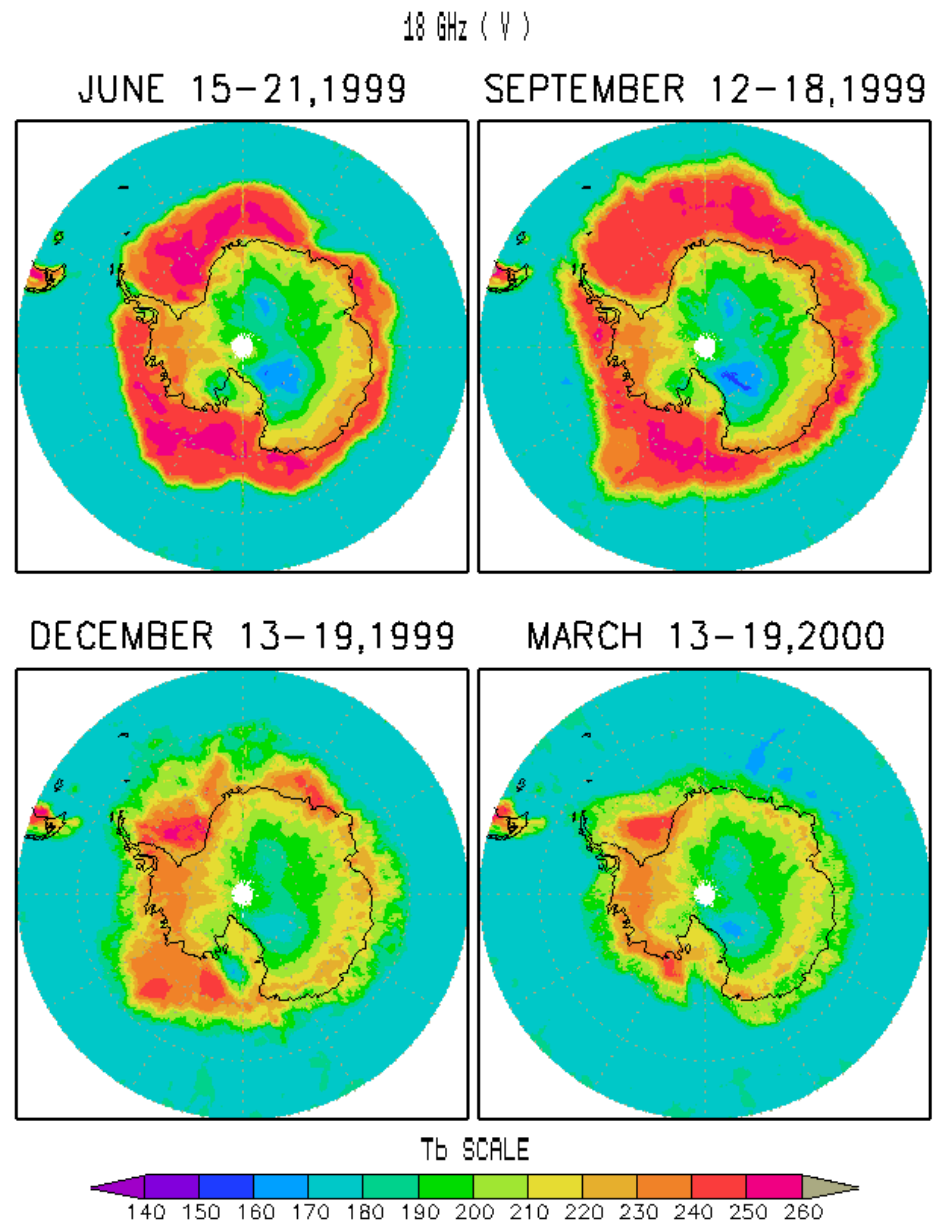 18 GHz ( V )
JUNE 15-21,1999 SEPTEMBER 12-18,1999
DECEMBER 13-19,1999 MARCH 13-19,2000
Tb SCALE
140 150 160 170 180 190 200 210 220 230 240 250 260